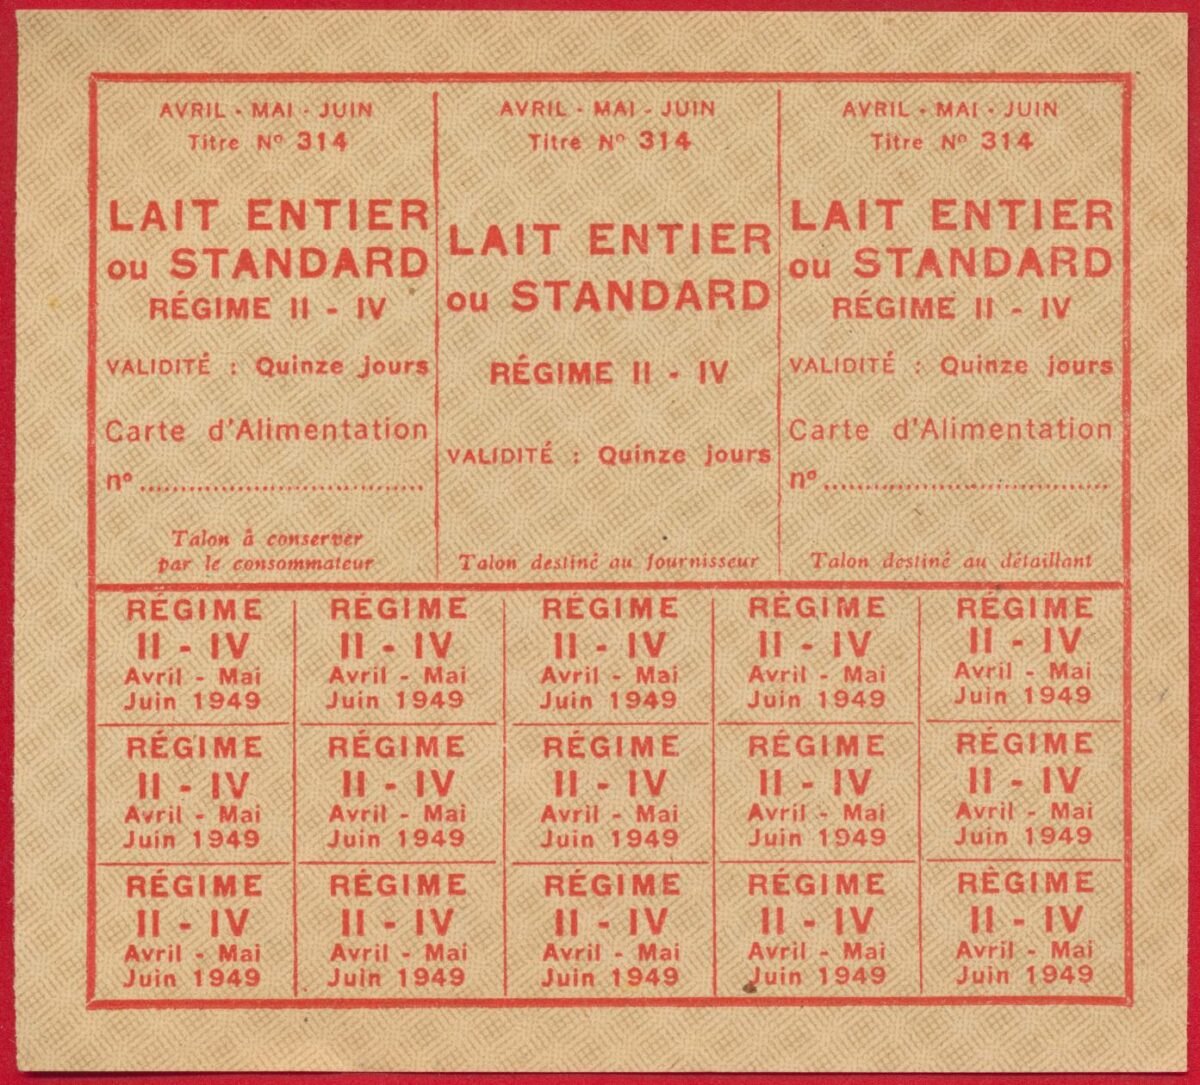 AVRIL - MAI - JUIN
Titre Nº 314
LAIT ENTIER
ou STANDARD
RÉGIME II - IV
VALIDITÉ : Quinze jours
Carte d'Alimentation
nº
Talon à conserver
par le consommateur
AVRIL - MAI - JUIN
Titre Nº 314
LAIT ENTIER
ou STANDARD
RÉGIME II - IV
VALIDITÉ : Quinze jours
Talon destiné au fournisseur
AVRIL - MAI - JUIN
Titre Nº 314
LAIT ENTIER
ou STANDARD
RÉGIME II - IV
VALIDITÉ : Quinze jours
Carte d'Alimentation
nº
Talon destiné au détaillant
RÉGIME
II - IV
Avril - Mai
Juin 1949
RÉGIME
II - IV
Avril - Mai
Juin 1949
RÉGIME
II - IV
Avril - Mai
Juin 1949
RÉGIME
II - IV
Avril - Mai
Juin 1949
RÉGIME
II - IV
Avril - Mai
Juin 1949
RÉGIME
II - IV
Avril - Mai
Juin 1949
RÉGIME
II - IV
Avril - Mai
Juin 1949
RÉGIME
II - IV
Avril - Mai
Juin 1949
RÉGIME
II - IV
Avril - Mai
Juin 1949
RÉGIME
II - IV
Avril - Mai
Juin 1949
RÉGIME
II - IV
Avril - Mai
Juin 1949
RÉGIME
II - IV
Avril - Mai
Juin 1949
RÉGIME
II - IV
Avril - Mai
Juin 1949
RÉGIME
II - IV
Avril - Mai
Juin 1949
RÉGIME
II - IV
Avril - Mai
Juin 1949